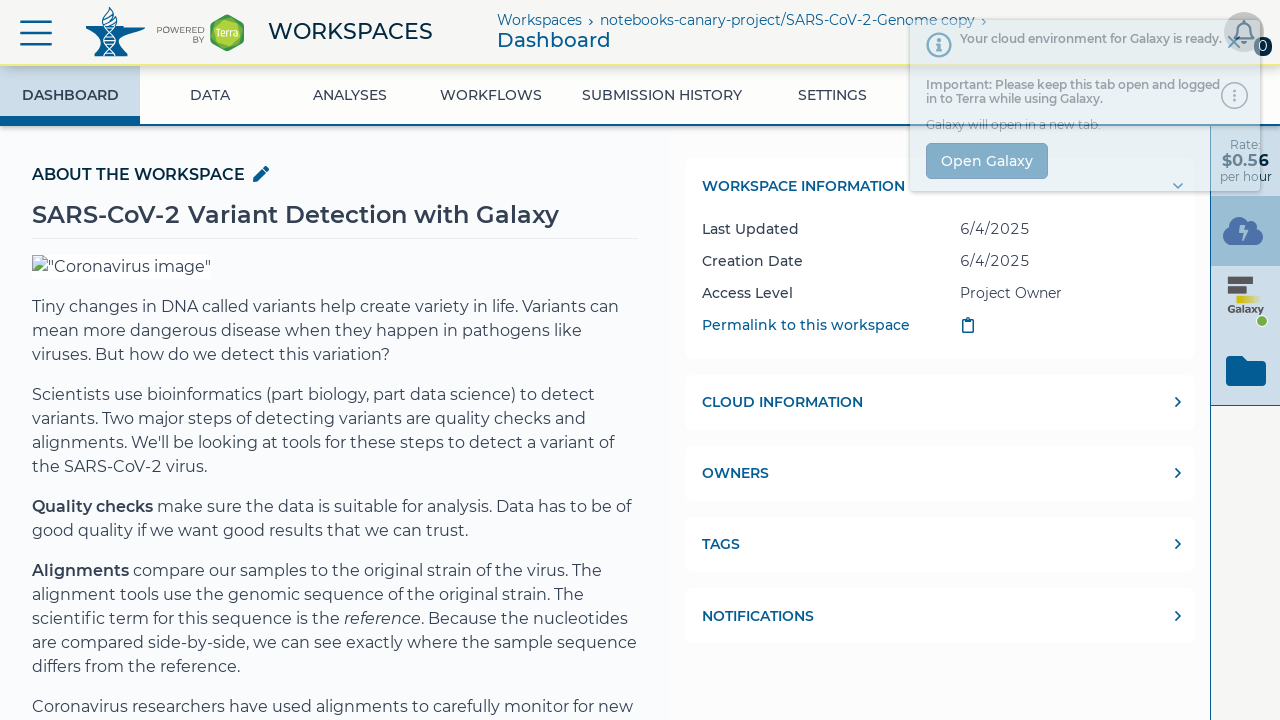 POWERED
BY
Terra
WORKSPACES
Workspaces › notebooks-canary-project/SARS-CoV-2-Genome copy ›
Dashboard
0
Your cloud environment for Galaxy is ready.
Important: Please keep this tab open and logged
in to Terra while using Galaxy.
Galaxy will open in a new tab.
Open Galaxy
DASHBOARD
DATA
ANALYSES
WORKFLOWS
SUBMISSION HISTORY
SETTINGS
Rate:
$0.56
per hour
Galaxy
ABOUT THE WORKSPACE
SARS-CoV-2 Variant Detection with Galaxy
"Coronavirus image"
Tiny changes in DNA called variants help create variety in life. Variants can
mean more dangerous disease when they happen in pathogens like
viruses. But how do we detect this variation?
Scientists use bioinformatics (part biology, part data science) to detect
variants. Two major steps of detecting variants are quality checks and
alignments. We'll be looking at tools for these steps to detect a variant of
the SARS-CoV-2 virus.
Quality checks make sure the data is suitable for analysis. Data has to be of
good quality if we want good results that we can trust.
Alignments compare our samples to the original strain of the virus. The
alignment tools use the genomic sequence of the original strain. The
scientific term for this sequence is the reference. Because the nucleotides
are compared side-by-side, we can see exactly where the sample sequence
differs from the reference.
Coronavirus researchers have used alignments to carefully monitor for new
WORKSPACE INFORMATION
Last Updated 6/4/2025
Creation Date 6/4/2025
Access Level Project Owner
Permalink to this workspace
CLOUD INFORMATION
OWNERS
TAGS
NOTIFICATIONS